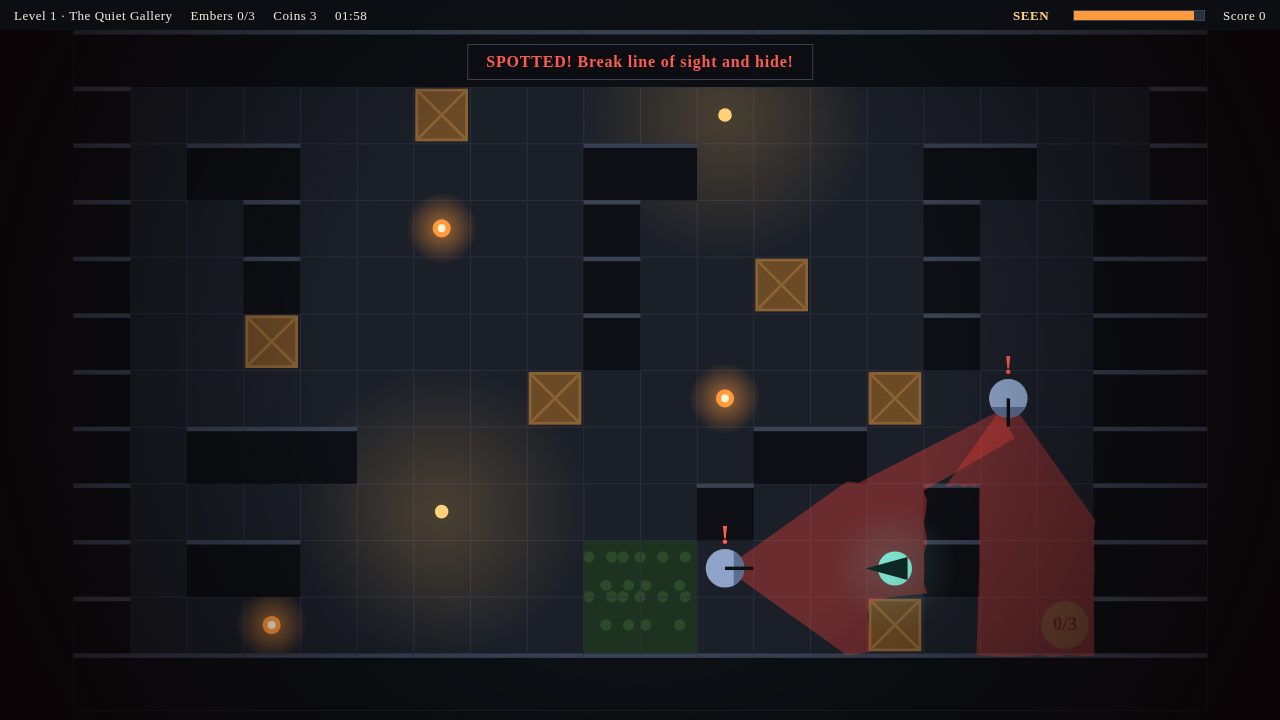 Level 1 · The Quiet Gallery Embers 0/3 Coins 3 01:58 SEEN Score 0
SPOTTED! Break line of sight and hide!
!
!
0/3